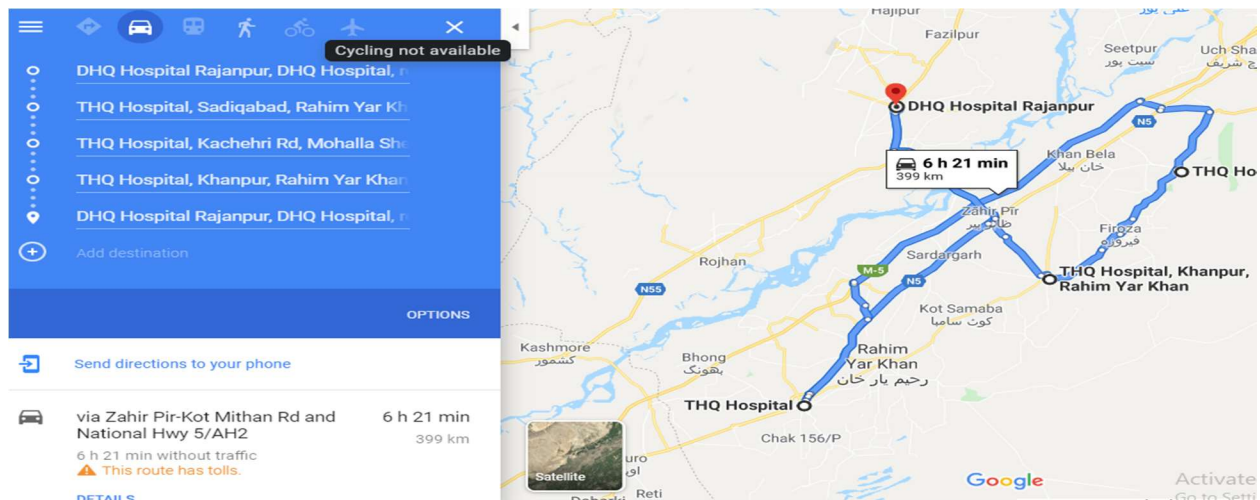 Cycling not available
DHQ Hospital Rajanpur, DHQ Hospital,
THQ Hospital, Sadiqabad, Rahim Yar Kh
THQ Hospital, Kachehri Rd, Mohalla She
THQ Hospital, Khanpur, Rahim Yar Khan
DHQ Hospital Rajanpur, DHQ Hospital,
Add destination
OPTIONS
Send directions to your phone
via Zahir Pir-Kot Mithan Rd and
National Hwy 5/AH2
6 h 21 min
399 km
6 h 21 min without traffic
This route has tolls.
DETAILS
Hajipur
Fazilpur
Seetpur
سیت پور
Uch Sha
DHQ Hospital Rajanpur
N5
6 h 21 min
399 km
Khan Bela
خان بیلا
THQ Ho
Zahir Pir
ظاہر پیر
Firoza
فیروزہ
Rojhan
Sardargarh
M-5
N5
N55
THQ Hospital, Khanpur,
Rahim Yar Khan
Kot Samaba
کوٹ سامبا
Kashmore
کشمور
Bhong
بھونگ
Rahim
Yar Khan
رحیم یار خان
THQ Hospital
Chak 156/P
Satellite
uro
Reti
Google
Activate